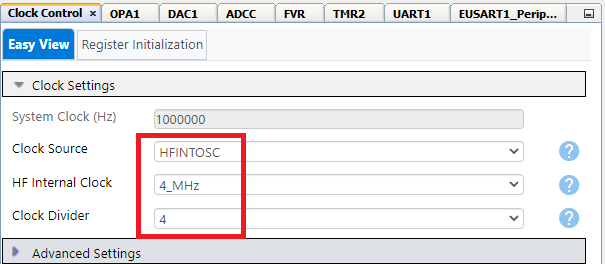 Clock Control × OPA1 DAC1 ADCC FVR TMR2 UART1 EUSART1_Perip...
Easy View Register Initialization
Clock Settings
System Clock (Hz) 1000000
Clock Source HFINTOSC ?
HF Internal Clock 4_MHz ?
Clock Divider 4 ?
Advanced Settings